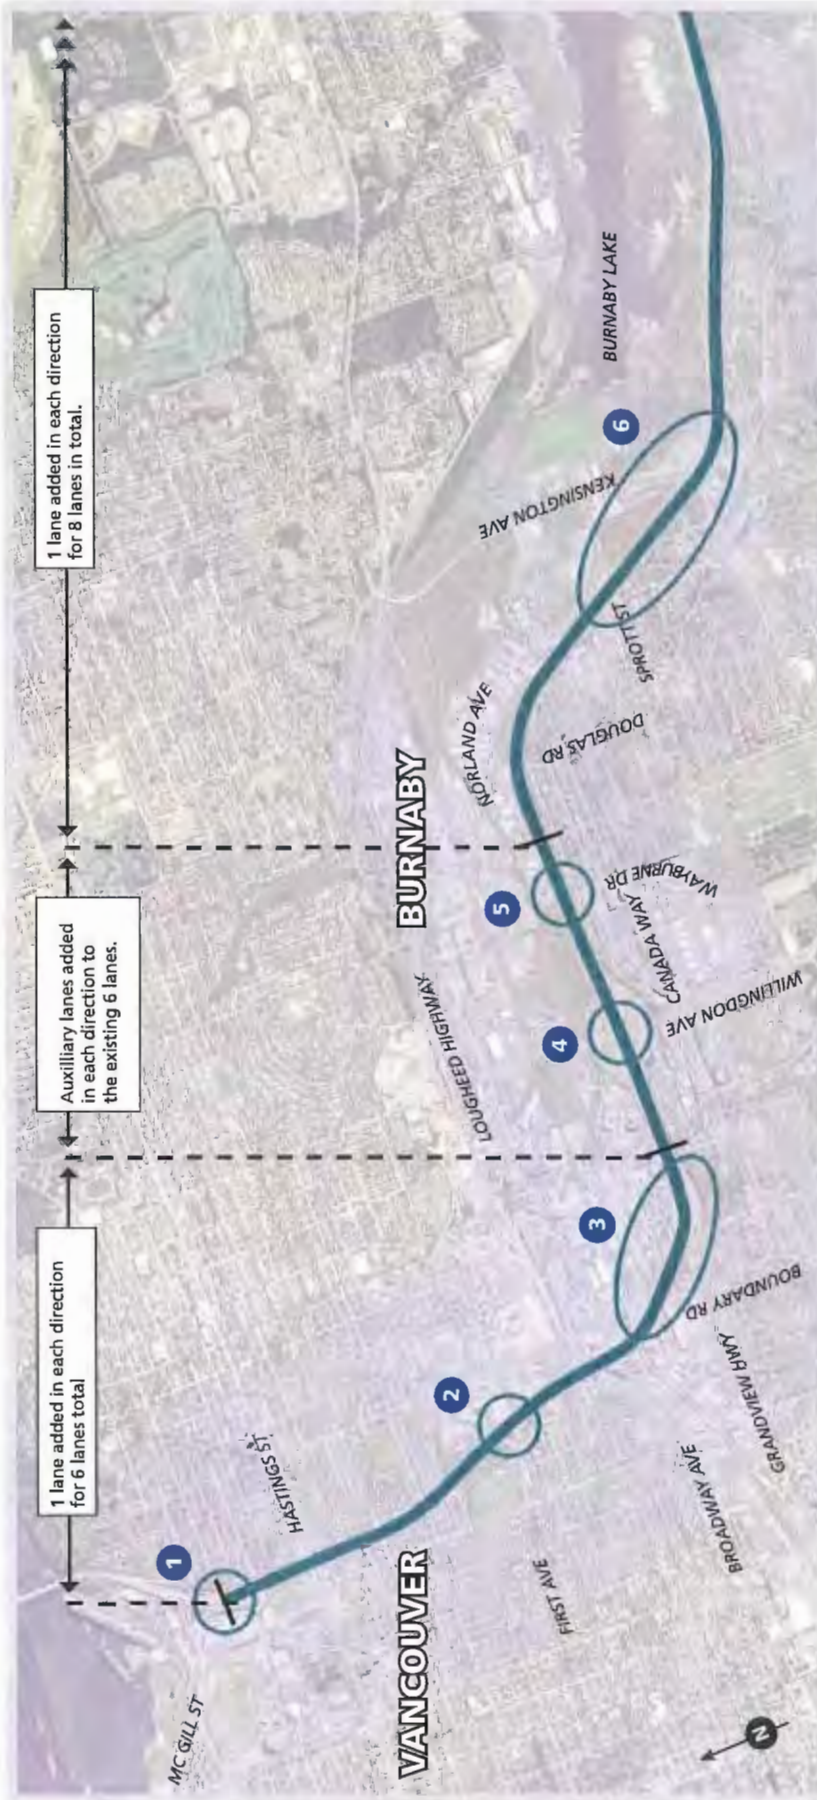 1 lane added in each direction
for 6 lanes total
Auxilliary lanes added
in each direction to
the existing 6 lanes.
1 lane added in each direction
for 8 lanes in total.
1
2
3
4
5
6
MC GILL ST
HASTINGS ST
VANCOUVER
FIRST AVE
BROADWAY AVE
GRANDVIEW HWY
BOUNDARY RD
LOUGHEED HIGHWAY
BURNABY
WILLINGDON AVE
CANADA WAY
WAYBURNE DR
NORLAND AVE
DOUGLAS RD
SPROTT ST
KENSINGTON AVE
BURNABY LAKE
N